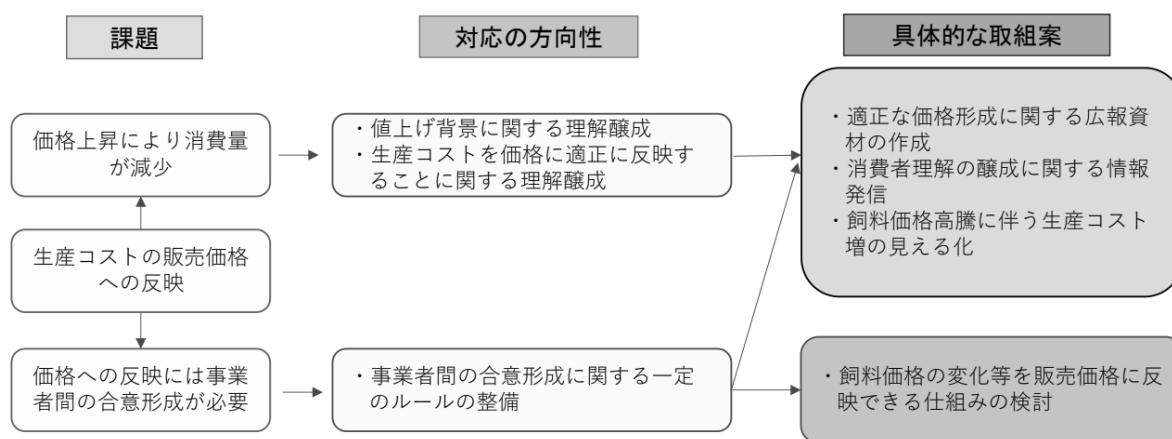 課題
対応の方向性
具体的な取組案
価格上昇により消費量
が減少
・値上げ背景に関する理解醸成
・生産コストを価格に適正に反映す
ることに関する理解醸成
・適正な価格形成に関する広報資
材の作成
・消費者理解の醸成に関する情報
発信
・飼料価格高騰に伴う生産コスト
増の見える化
生産コストの販売価格
への反映
価格への反映には事業
者間の合意形成が必要
・事業者間の合意形成に関する一定
のルールの整備
・飼料価格の変化等を販売価格に反
映できる仕組みの検討